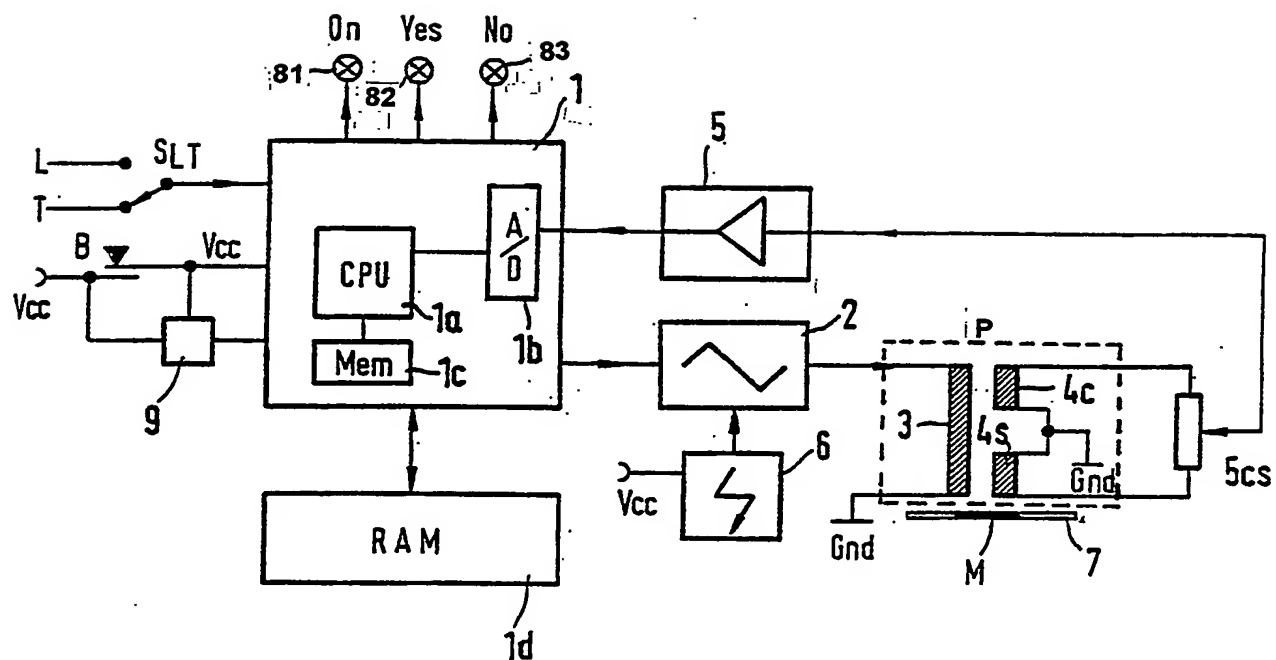 On Yes No
81 82 83
1
L
SLT
T
B
Vcc
Vcc
9
CPU
1a
A/D
1b
Mem
1c
RAM
1d
5
2
6
Vcc
P
3
4c
4s
Gnd
Gnd
5cs
M
7